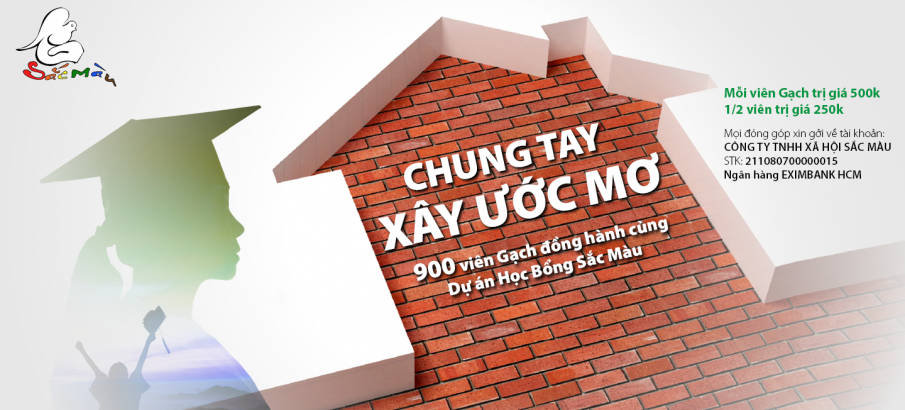 Sắc Màu
CHUNG TAY
XÂY ƯỚC MƠ
900 viên Gạch đồng hành cùng
Dự án Học Bổng Sắc Màu
Mỗi viên Gạch trị giá 500k
1/2 viên trị giá 250k
Mọi đóng góp xin gởi về tài khoản:
CÔNG TY TNHH XÃ HỘI SẮC MÀU
STK: 211080700000015
Ngân hàng EXIMBANK HCM